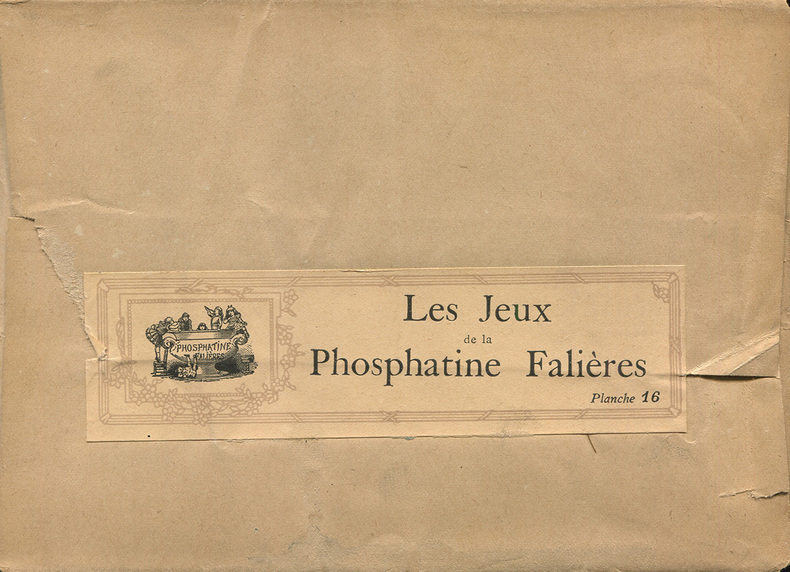 PHOSPHATINE
FALIÈRES
Les Jeux
de la
Phosphatine Falières
Planche 16